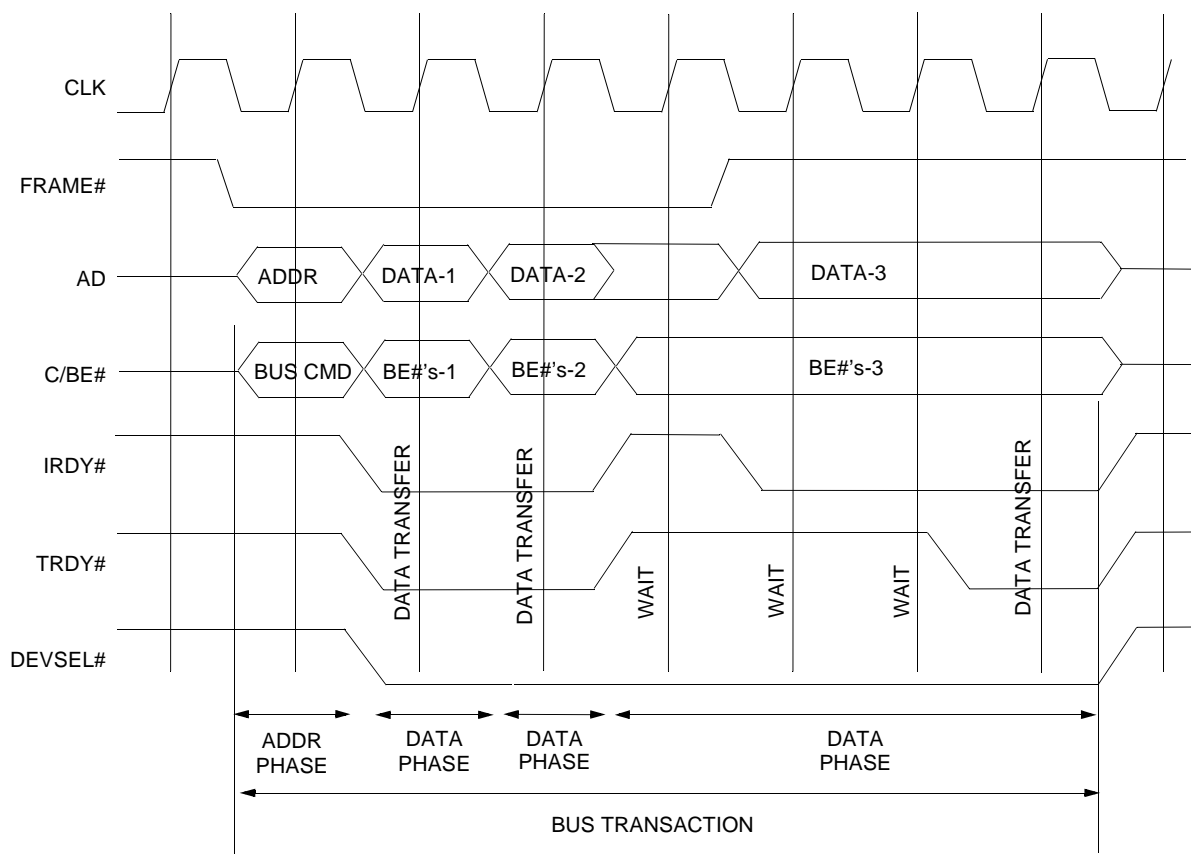 CLK
FRAME#
AD
ADDR
DATA-1
DATA-2
DATA-3
C/BE#
BUS CMD
BE#'s-1
BE#'s-2
BE#'s-3
IRDY#
TRDY#
DATA TRANSFER
DATA TRANSFER
WAIT
WAIT
WAIT
DATA TRANSFER
DEVSEL#
ADDR
PHASE
DATA
PHASE
DATA
PHASE
DATA
PHASE
BUS TRANSACTION